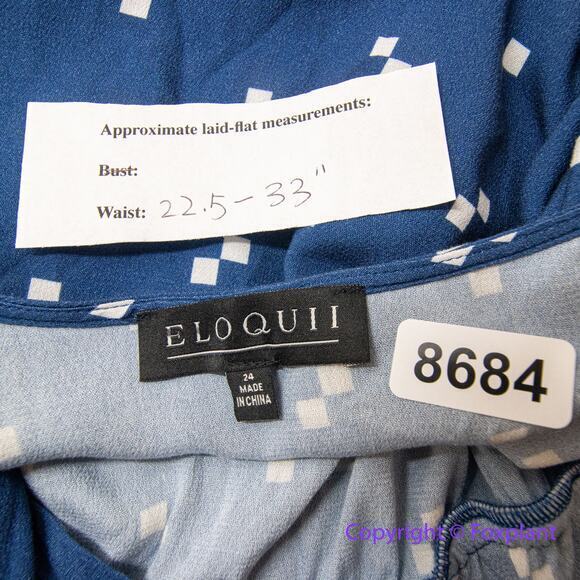 Approximate laid-flat measurements:
Bust:
Waist: 22.5-33"
ELOQUII
24
MADE
IN CHINA
8684
Copyright © Foxplant